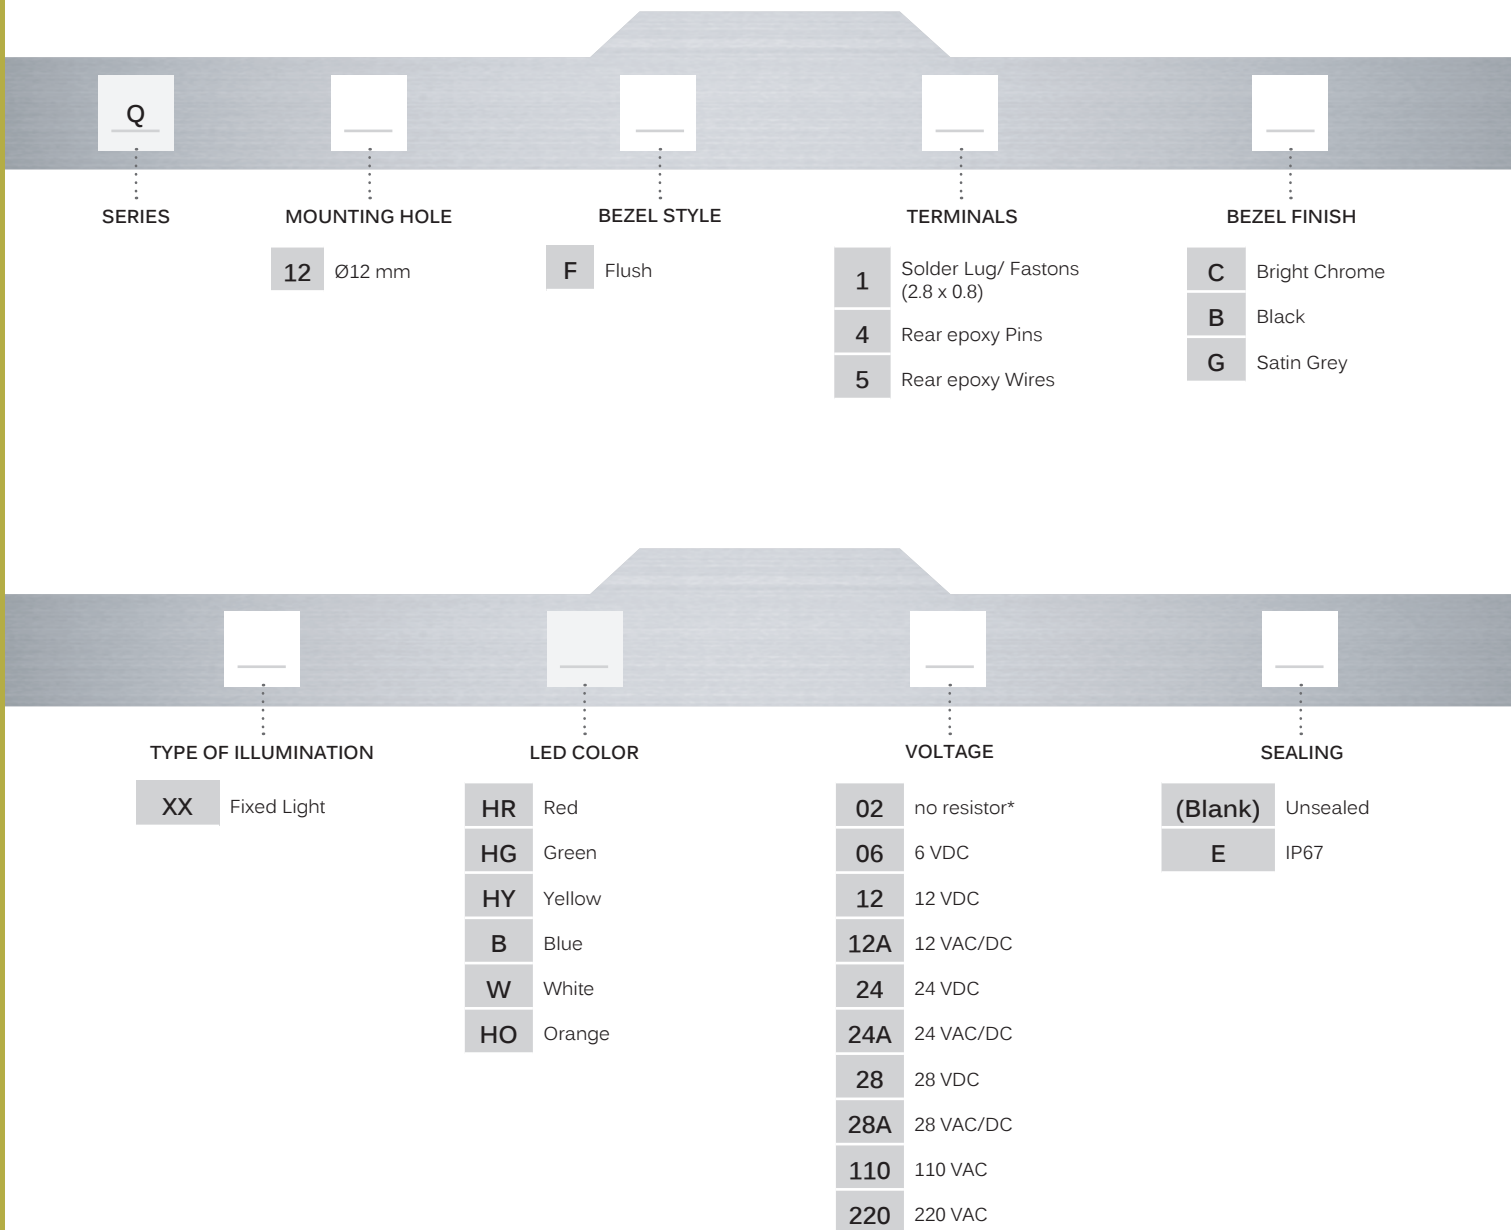 Q
SERIES
MOUNTING HOLE
12 Ø12 mm
BEZEL STYLE
F Flush
TERMINALS
1 Solder Lug/ Fastons
(2.8 x 0.8)
4 Rear epoxy Pins
5 Rear epoxy Wires
BEZEL FINISH
C Bright Chrome
B Black
G Satin Grey
TYPE OF ILLUMINATION
XX Fixed Light
LED COLOR
HR Red
HG Green
HY Yellow
B Blue
W White
HO Orange
VOLTAGE
02 no resistor*
06 6 VDC
12 12 VDC
12A 12 VAC/DC
24 24 VDC
24A 24 VAC/DC
28 28 VDC
28A 28 VAC/DC
110 110 VAC
220 220 VAC
SEALING
(Blank) Unsealed
E IP67